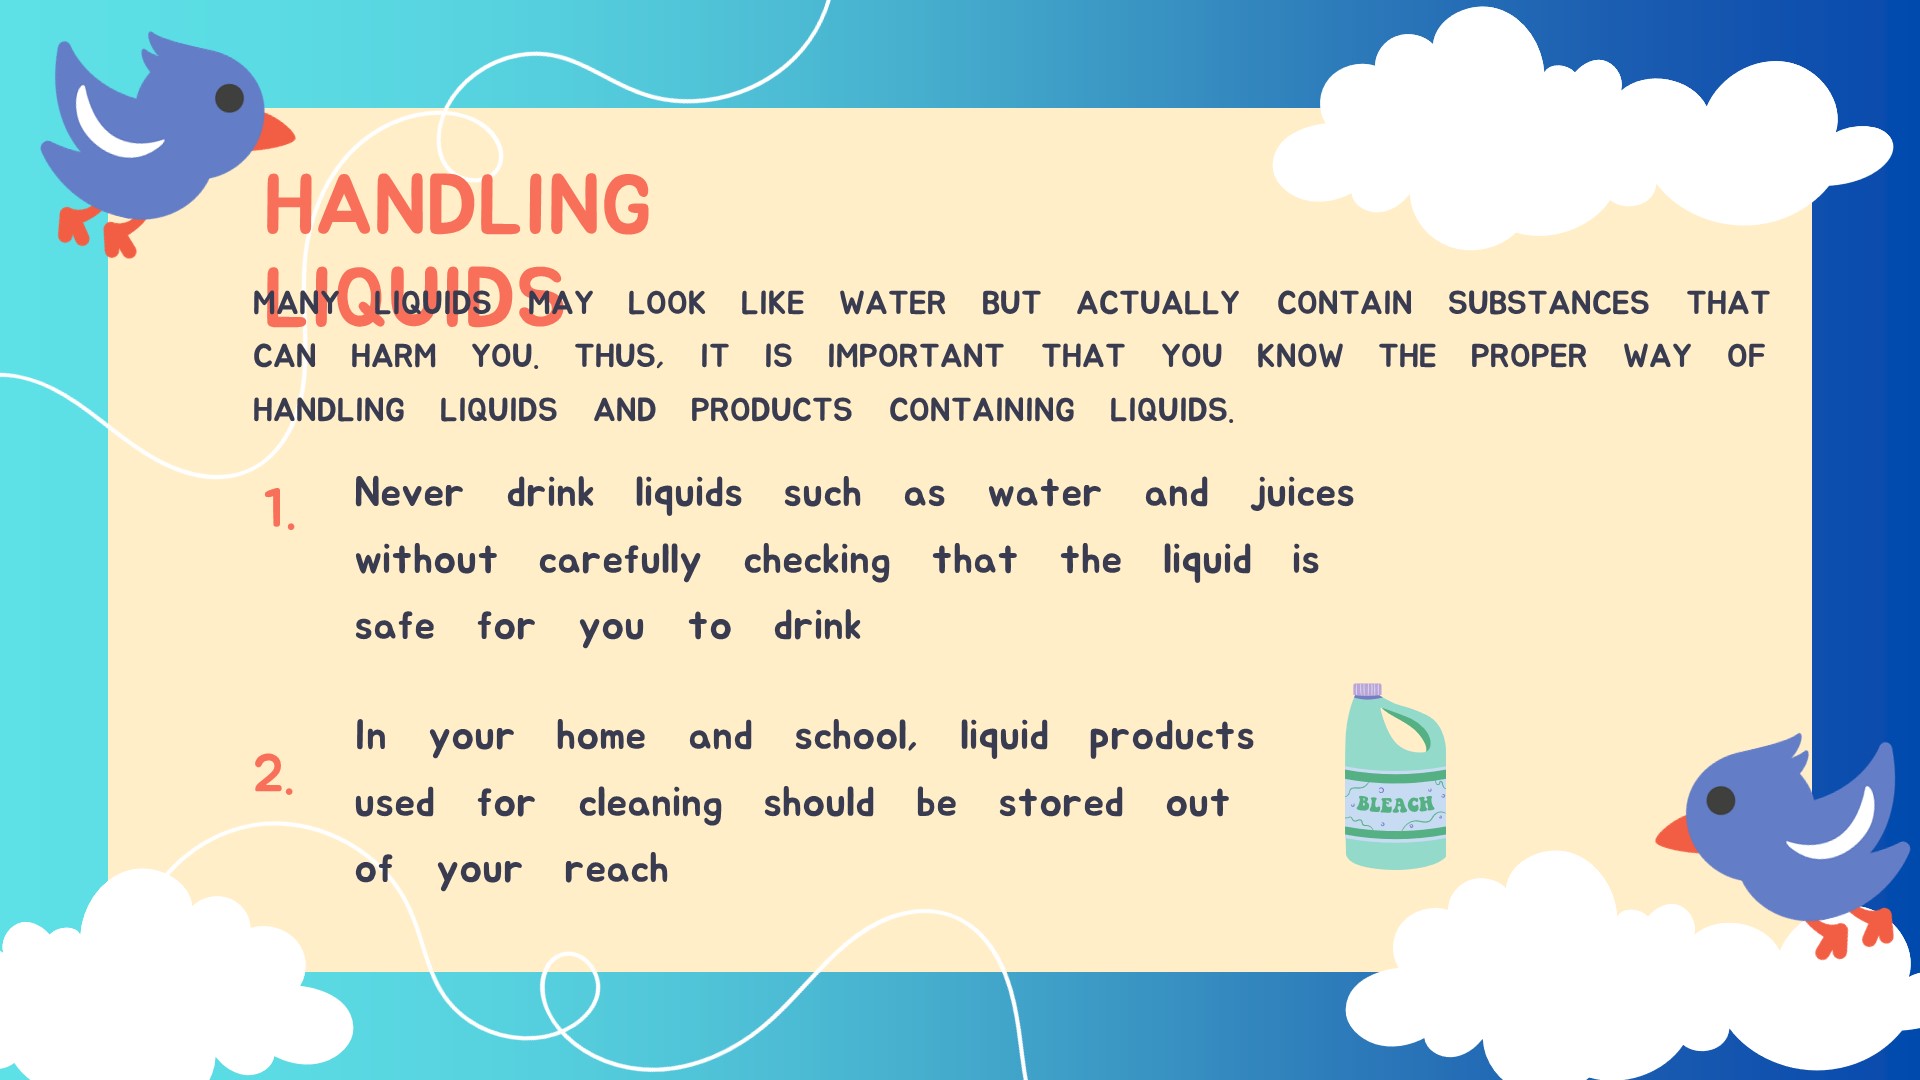 HANDLING
LIQUIDS
MANY LIQUIDS MAY LOOK LIKE WATER BUT ACTUALLY CONTAIN SUBSTANCES THAT
CAN HARM YOU. THUS, IT IS IMPORTANT THAT YOU KNOW THE PROPER WAY OF
HANDLING LIQUIDS AND PRODUCTS CONTAINING LIQUIDS.
1. Never drink liquids such as water and juices
without carefully checking that the liquid is
safe for you to drink
2. In your home and school, liquid products
used for cleaning should be stored out
of your reach
BLEACH